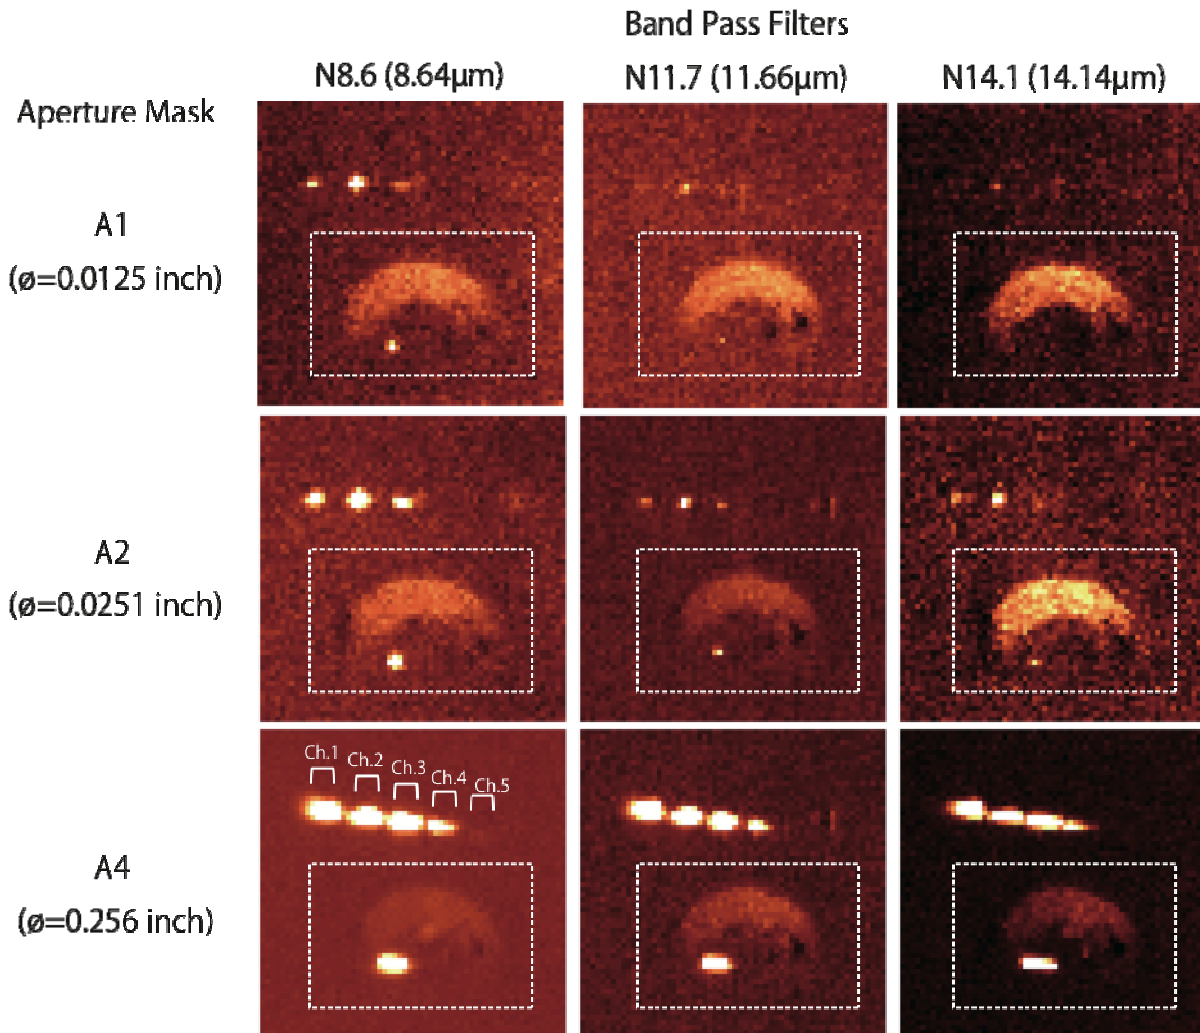 Band Pass Filters
N8.6 (8.64µm) N11.7 (11.66µm) N14.1 (14.14µm)
Aperture Mask
A1
(ø=0.0125 inch)
A2
(ø=0.0251 inch)
Ch.1 Ch.2 Ch.3 Ch.4 Ch.5
A4
(ø=0.256 inch)